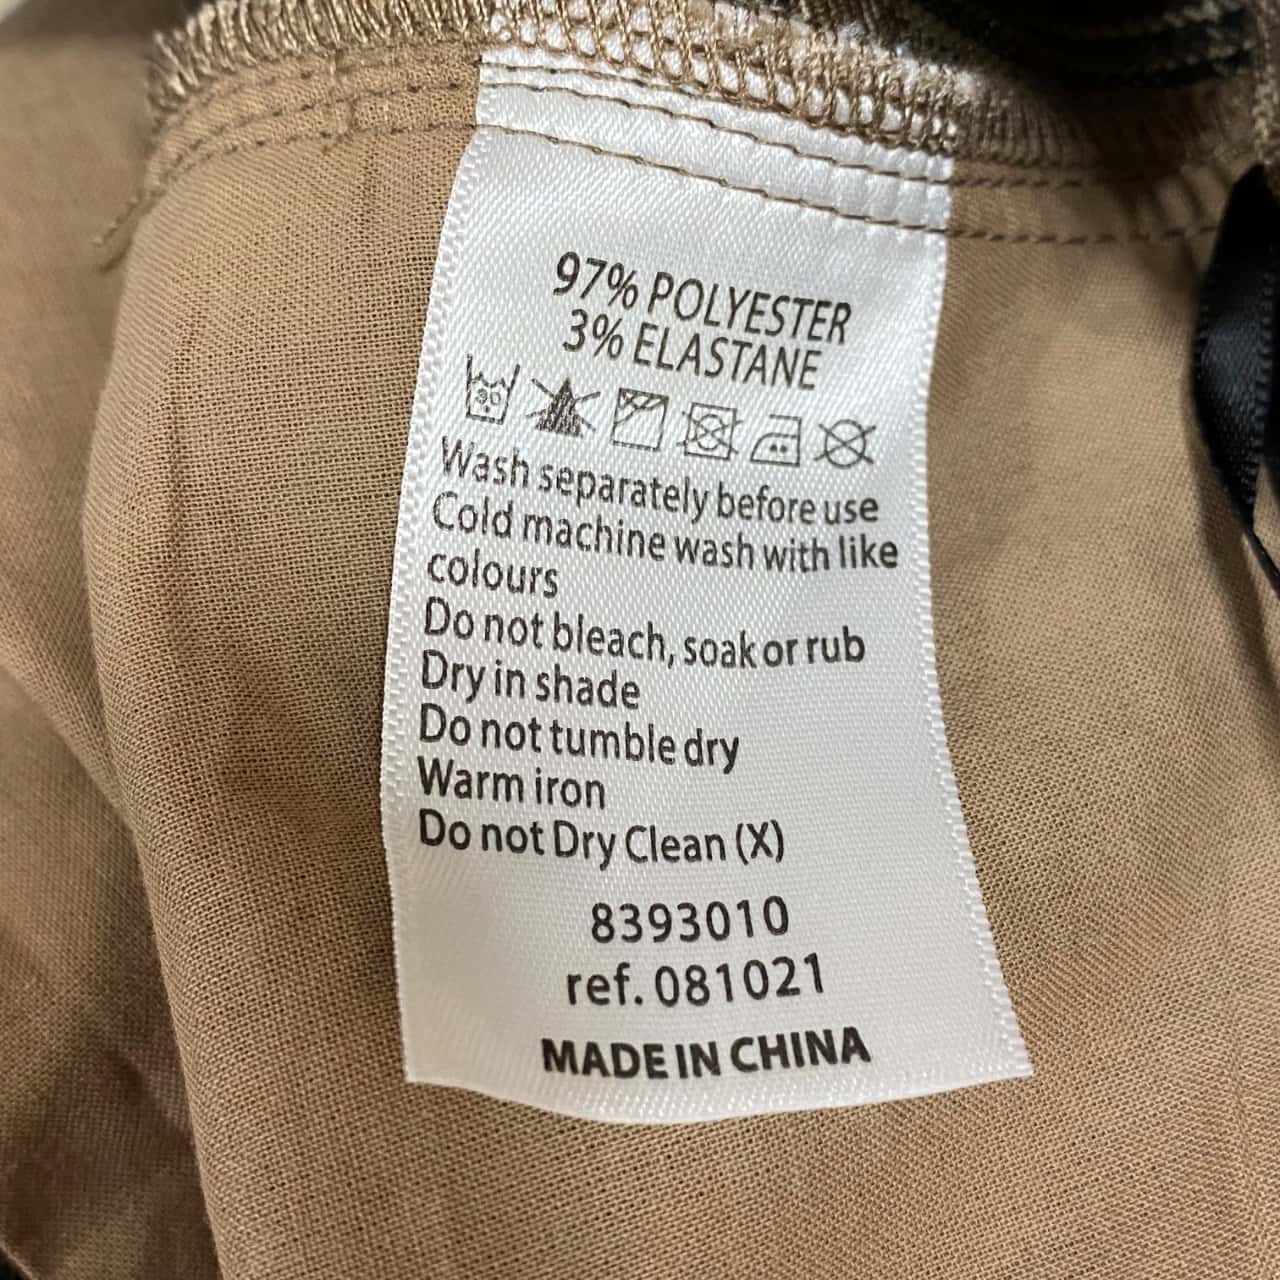 97% POLYESTER
3% ELASTANE
30
Wash separately before use
Cold machine wash with like
colours
Do not bleach, soak or rub
Dry in shade
Do not tumble dry
Warm iron
Do not Dry Clean (X)
8393010
ref. 081021
MADE IN CHINA